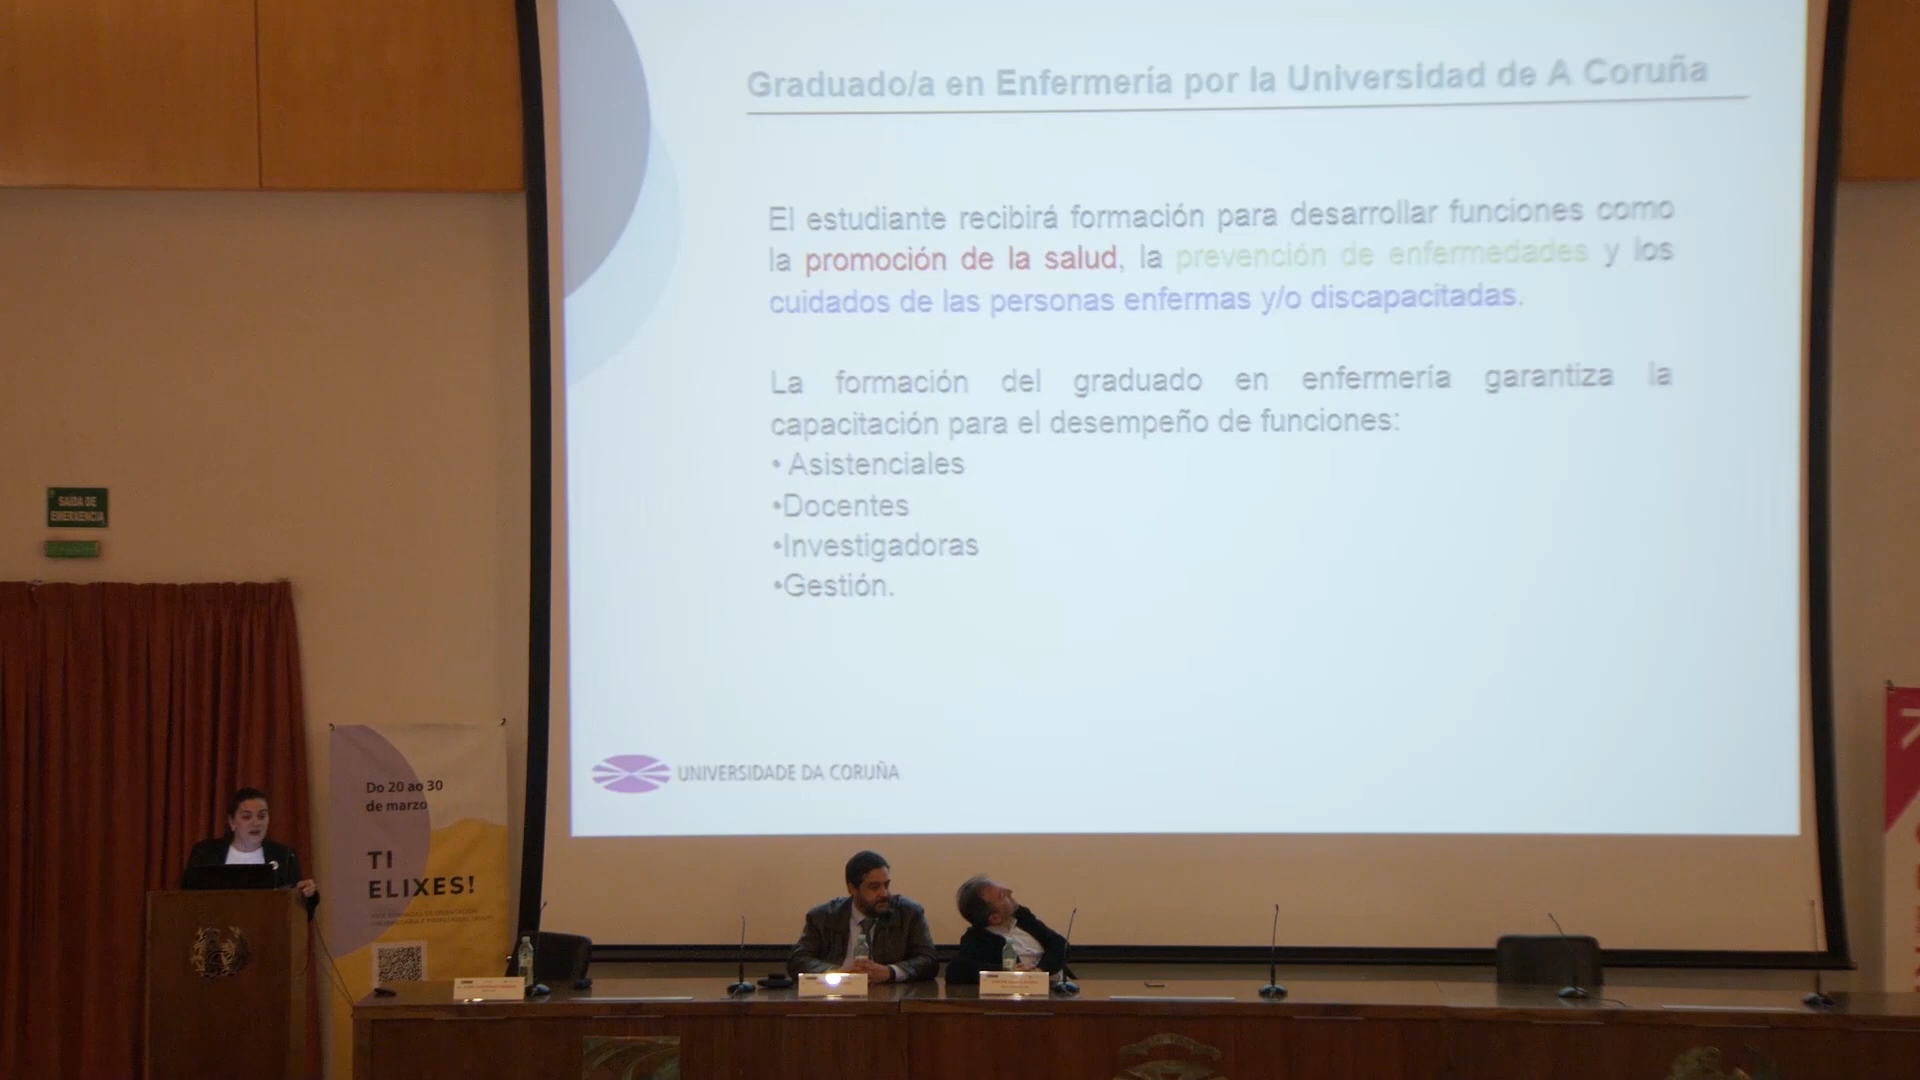 Graduado/a en Enfermería por la Universidad de A Coruña
El estudiante recibirá formación para desarrollar funciones como
la promoción de la salud, la prevención de enfermedades y los
cuidados de las personas enfermas y/o discapacitadas.
La formación del graduado en enfermería garantiza la
capacitación para el desempeño de funciones:
• Asistenciales
•Docentes
•Investigadoras
•Gestión.
UNIVERSIDADE DA CORUÑA
SAÍDA DE
EMERXENCIA
Do 20 ao 30
de marzo
TI
ELIXES!